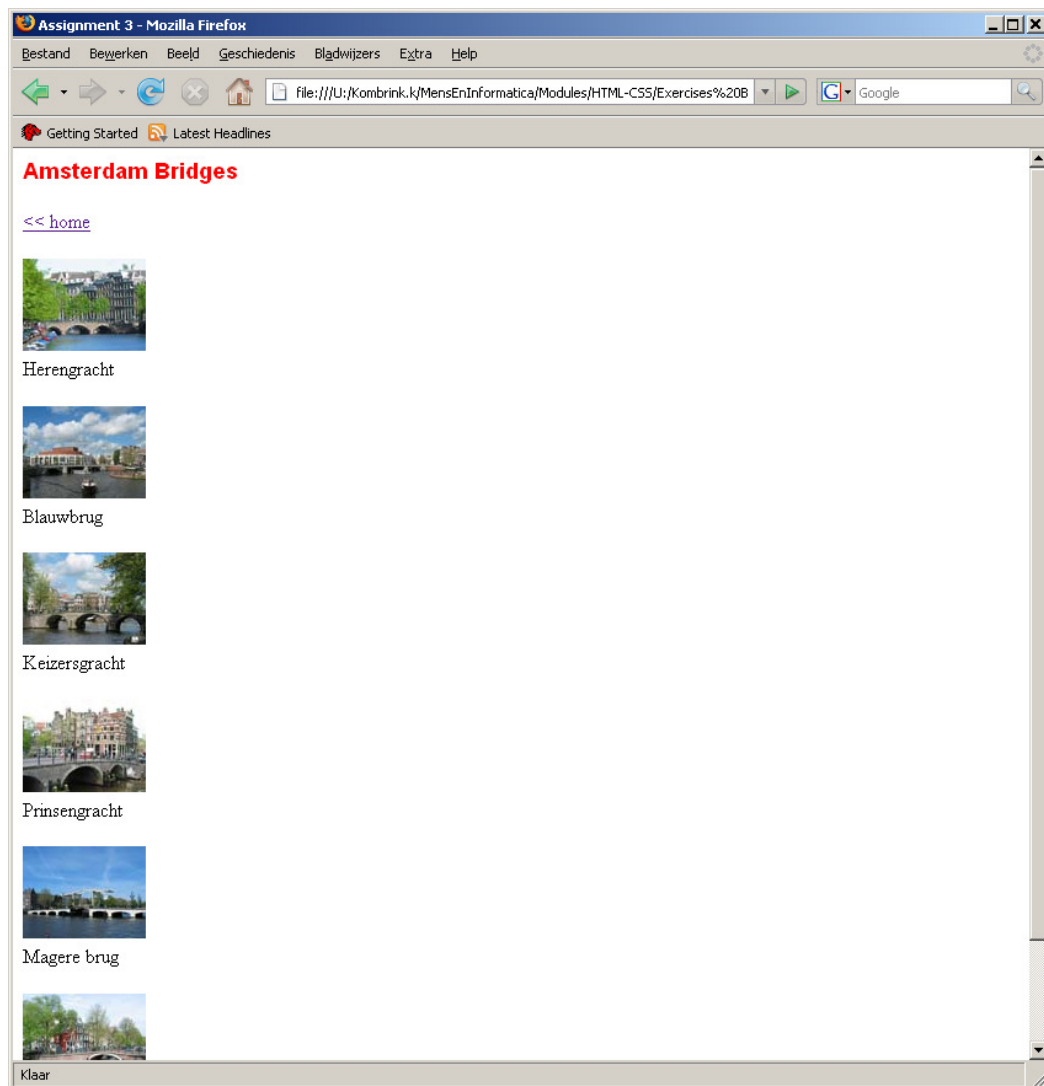 Assignment 3 - Mozilla Firefox
Bestand Bewerken Beeld Geschiedenis Bladwijzers Extra Help
file:///U:/Kombrink.k/MensEnInformatica/Modules/HTML-CSS/Exercises%20B
G Google
Getting Started Latest Headlines
Amsterdam Bridges
<< home
Herengracht
Blauwbrug
Keizersgracht
Prinsengracht
Magere brug
Klaar